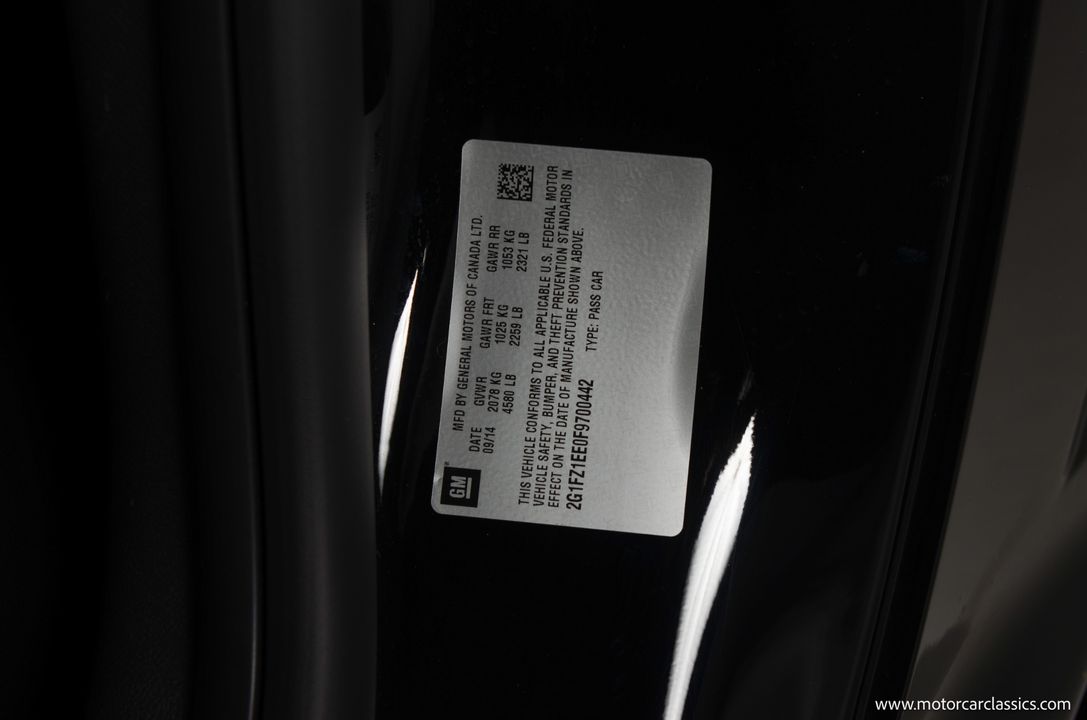 MFD BY GENERAL MOTORS OF CANADA LTD.
DATE GVWR GAWR FRT GAWR RR
09/14 2078 KG 1025 KG 1053 KG
4580 LB 2259 LB 2321 LB
GM
THIS VEHICLE CONFORMS TO ALL APPLICABLE U.S. FEDERAL MOTOR
VEHICLE SAFETY, BUMPER, AND THEFT PREVENTION STANDARDS IN
EFFECT ON THE DATE OF MANUFACTURE SHOWN ABOVE.
2G1FZ1EE0F9700442 TYPE: PASS CAR
www.motorcarclassics.com